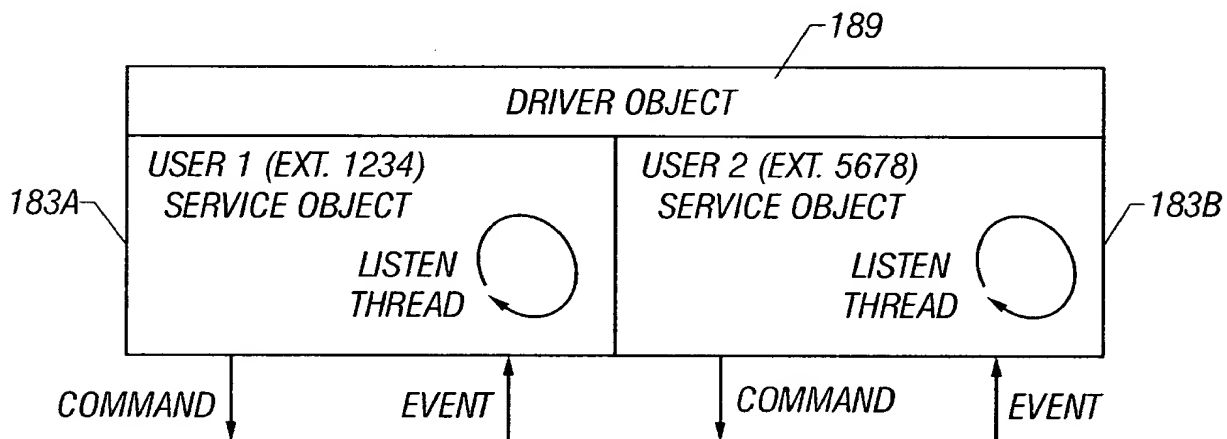 189
DRIVER OBJECT
USER 1 (EXT. 1234)
SERVICE OBJECT
USER 2 (EXT. 5678)
SERVICE OBJECT
183A
183B
LISTEN
THREAD
LISTEN
THREAD
COMMAND
EVENT
COMMAND
EVENT